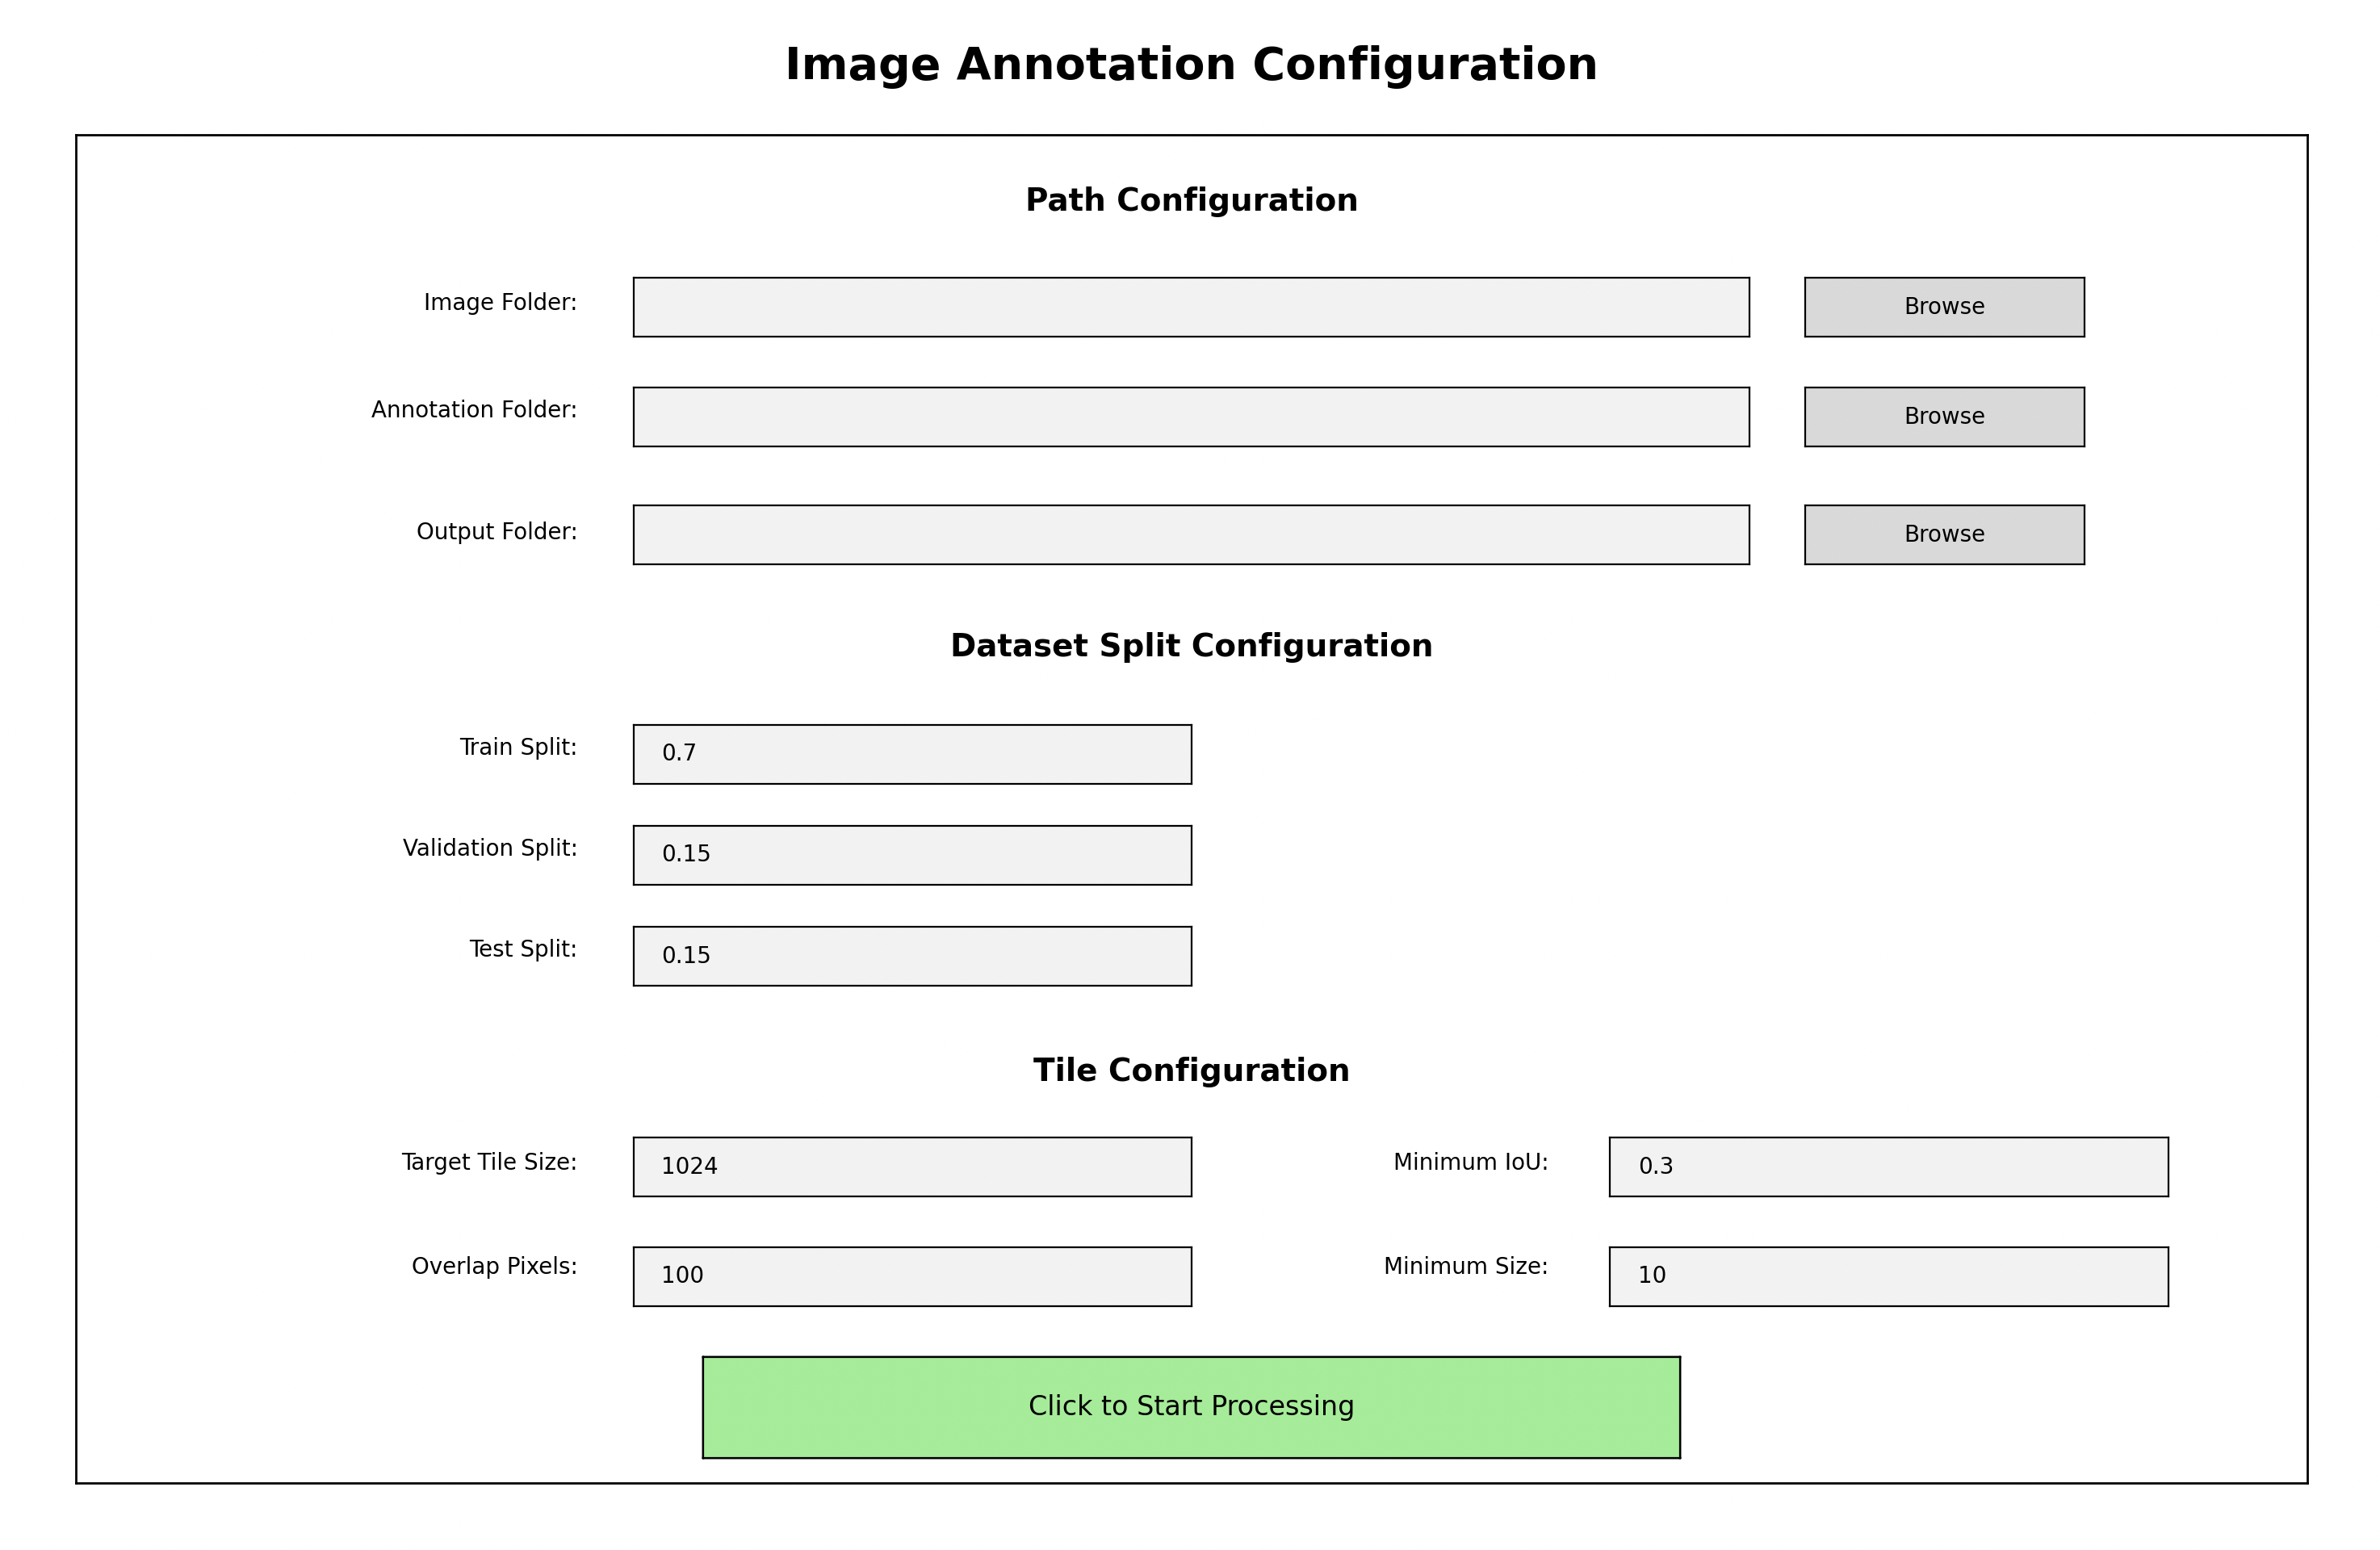 Image Annotation Configuration
Path Configuration
Image Folder: Browse
Annotation Folder: Browse
Output Folder: Browse
Dataset Split Configuration
Train Split: 0.7
Validation Split: 0.15
Test Split: 0.15
Tile Configuration
Target Tile Size: 1024 Minimum IoU: 0.3
Overlap Pixels: 100 Minimum Size: 10
Click to Start Processing